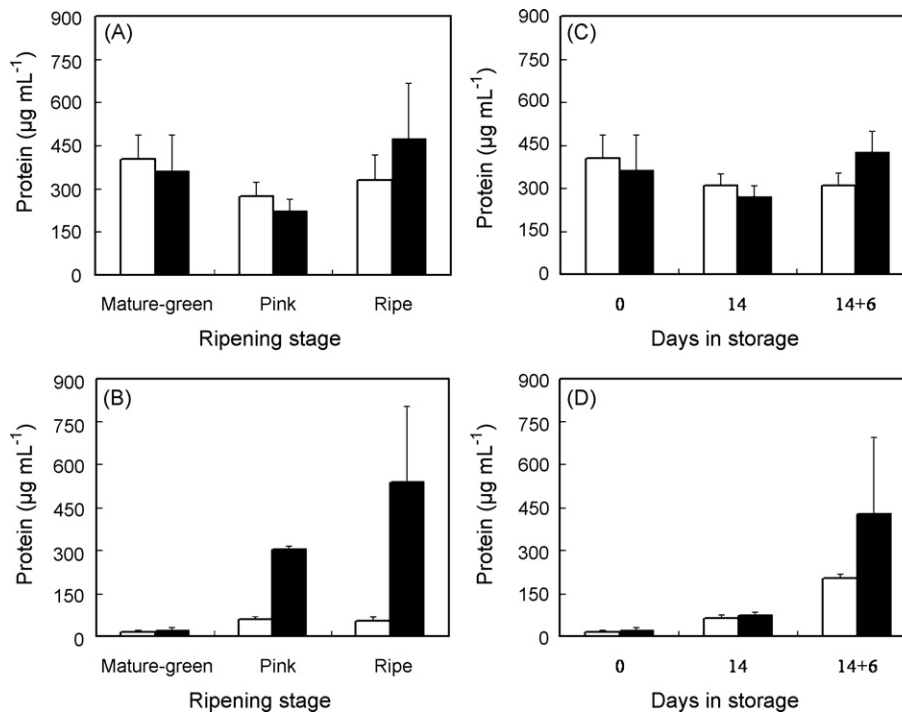 (A)
Protein (µg mL⁻¹)
900
750
600
450
300
150
0
Mature-green Pink Ripe
Ripening stage
(C)
Protein (µg mL⁻¹)
900
750
600
450
300
150
0
0 14 14+6
Days in storage
(B)
Protein (µg mL⁻¹)
900
750
600
450
300
150
0
Mature-green Pink Ripe
Ripening stage
(D)
Protein (µg mL⁻¹)
900
750
600
450
300
150
0
0 14 14+6
Days in storage